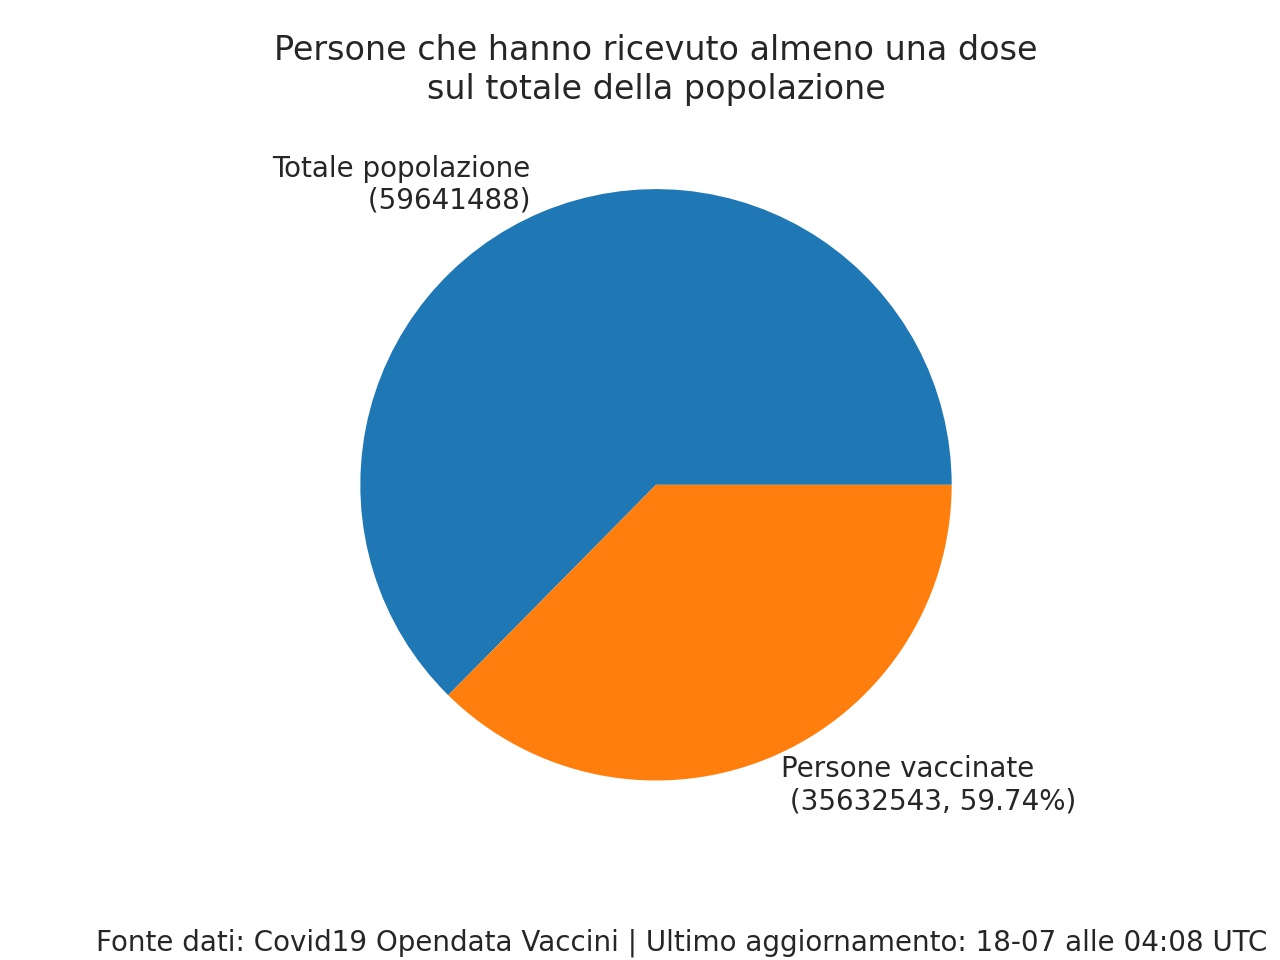 Persone che hanno ricevuto almeno una dose
sul totale della popolazione
Totale popolazione
(59641488)
Persone vaccinate
(35632543, 59.74%)
Fonte dati: Covid19 Opendata Vaccini | Ultimo aggiornamento: 18-07 alle 04:08 UTC